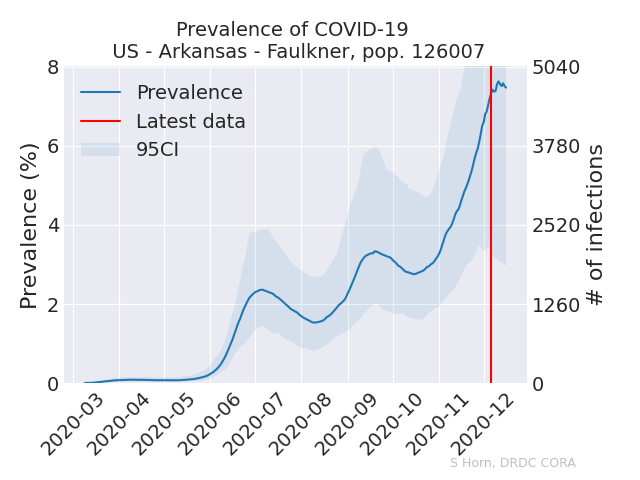 Prevalence of COVID-19
US - Arkansas - Faulkner, pop. 126007
Prevalence (%)
8
6
4
2
0
Prevalence
Latest data
95CI
5040
3780
2520
1260
0
# of infections
2020-03
2020-04
2020-05
2020-06
2020-07
2020-08
2020-09
2020-10
2020-11
2020-12
S Horn, DRDC CORA